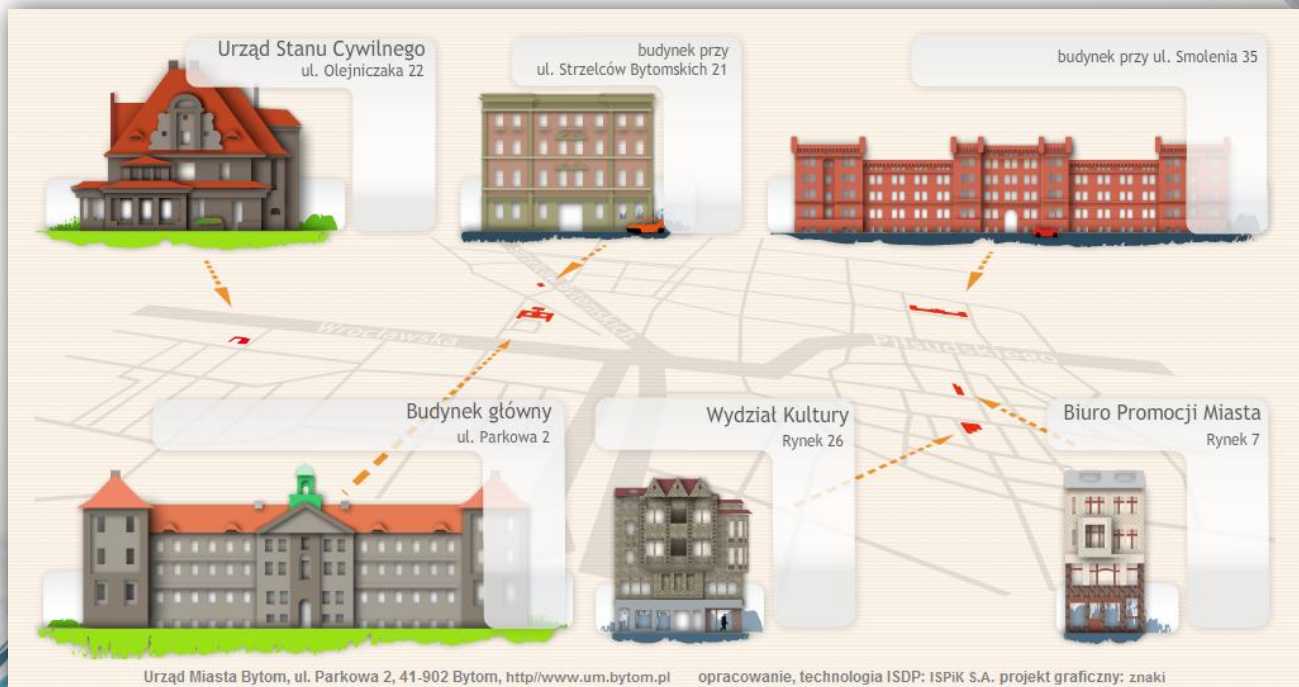 Urząd Stanu Cywilnego
ul. Olejniczaka 22
budynek przy
ul. Strzelców Bytomskich 21
budynek przy ul. Smolenia 35
Wrocławska
Piłsudskiego
Budynek główny
ul. Parkowa 2
Wydział Kultury
Rynek 26
Biuro Promocji Miasta
Rynek 7
Urząd Miasta Bytom, ul. Parkowa 2, 41-902 Bytom, http//www.um.bytom.pl opracowanie, technologia ISDP: ISPiK S.A. projekt graficzny: znaki